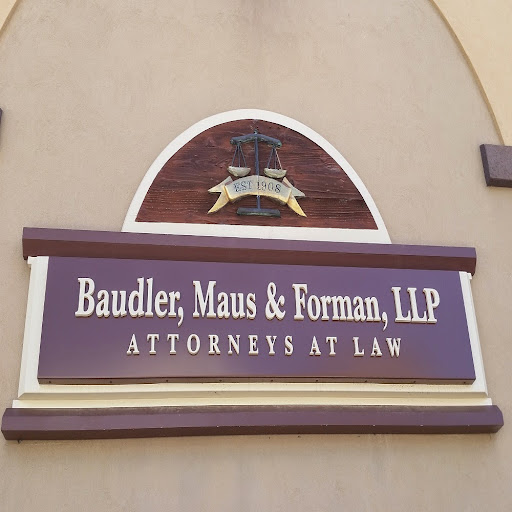 EST 1908
Baudler, Maus & Forman, LLP
ATTORNEYS AT LAW